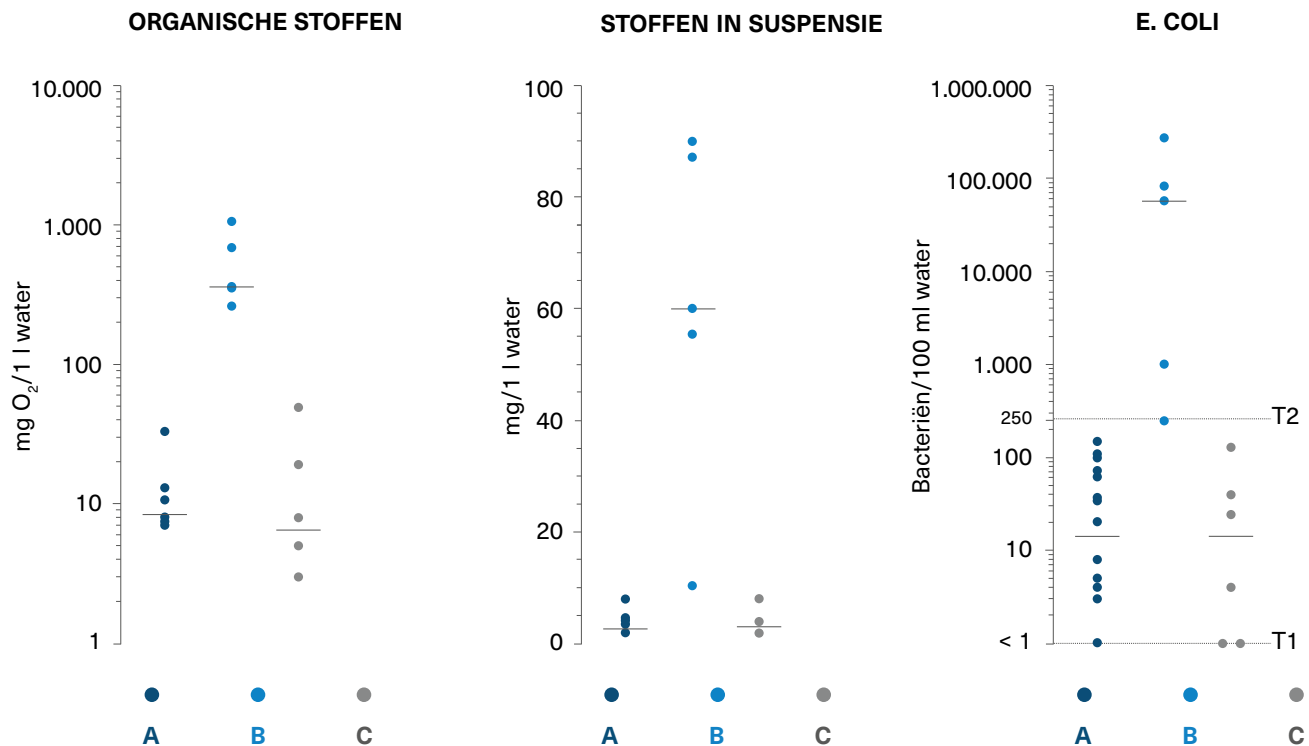 ORGANISCHE STOFFEN
mg O₂/1 l water
10.000
1.000
100
10
1
A B C
STOFFEN IN SUSPENSIE
mg/1 l water
100
80
60
40
20
0
A B C
E. COLI
Bacteriën/100 ml water
1.000.000
100.000
10.000
1.000
250
100
10
< 1
T2
T1
A B C